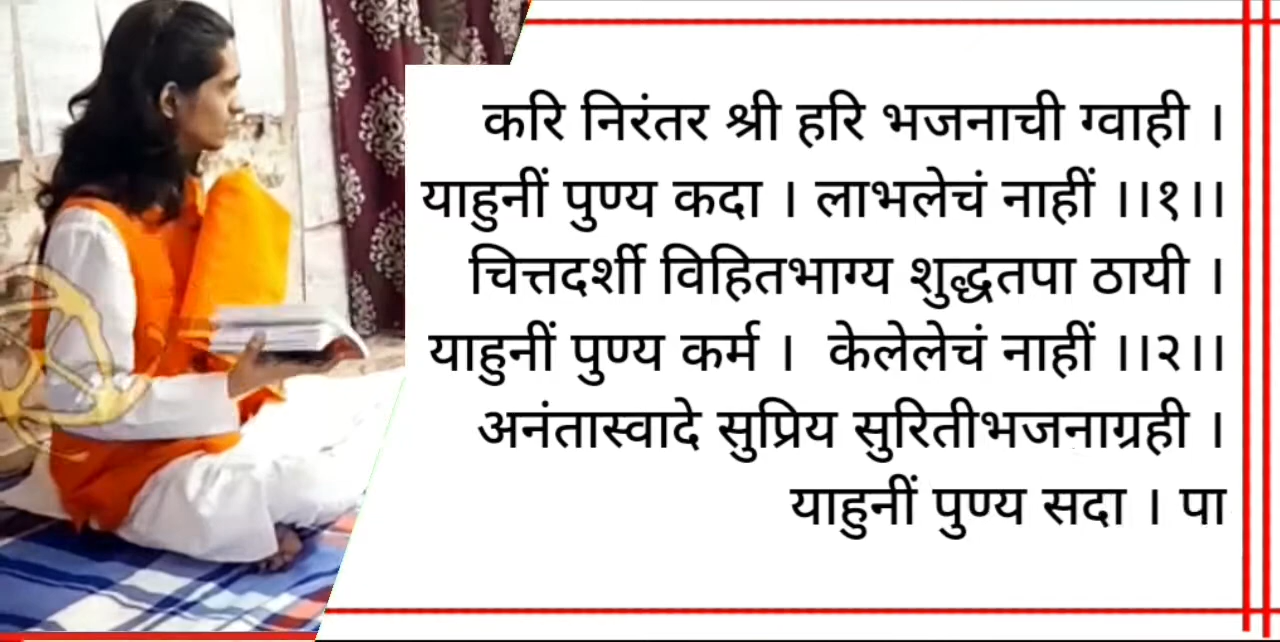 करि निरंतर श्री हरि भजनाची ग्वाही ।
याहुनीं पुण्य कदा । लाभलेचं नाहीं ।।१।।
चित्तदर्शी विहितभाग्य शुद्धतपा ठायी ।
याहुनीं पुण्य कर्म ।  केलेलेचं नाहीं ।।२।।
अनंतास्वादे सुप्रिय सुरितीभजनाग्रही ।
याहुनीं पुण्य सदा । पा